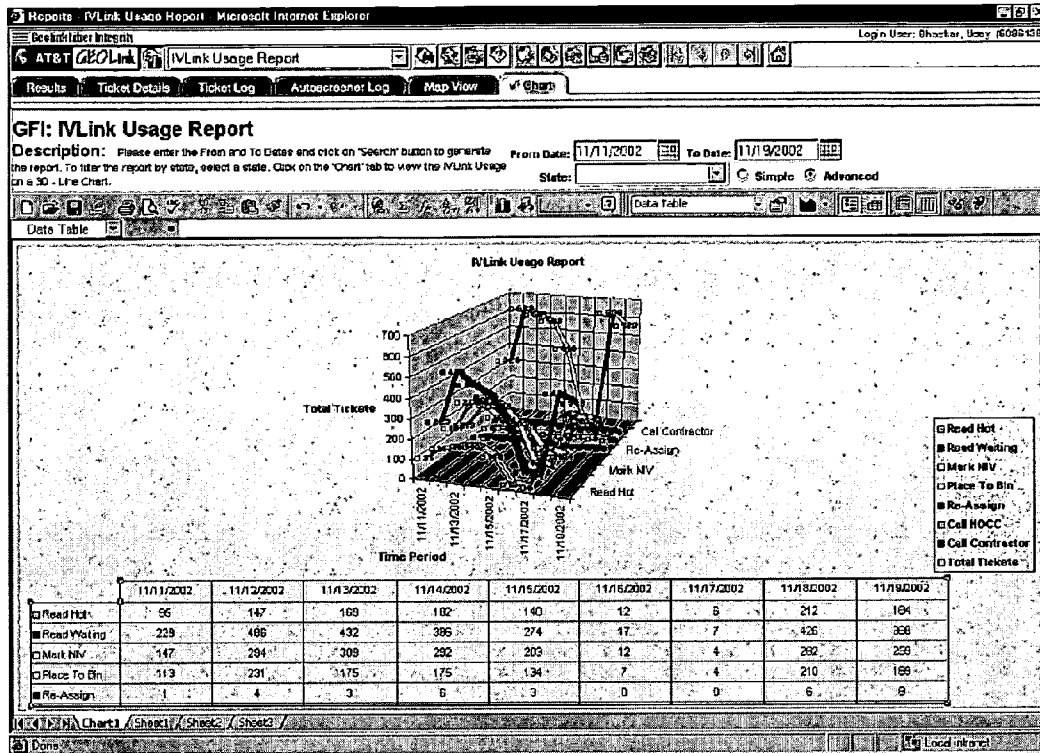 Reports - IVLink Usage Report - Microsoft Internet Explorer
Login User: Bhaskar, Uday
AT&T GEOLink IVLink Usage Report
Results Ticket Details Ticket Log Autoscreener Log Map View Chart
GFI: IVLink Usage Report
Description: Please enter the From and To Dates and click on "Search" button to generate
the report. To filter the report by state, select a state. Click on the "Chart" tab to view the IVLink Usage
on a 3D - Line Chart.
From Date: 11/11/2002 To Date: 11/19/2002
State: Simple Advanced
Data Table
Data Table
IVLink Usage Report
700
600
500
400
300
200
100
0
Total Tickets
Call Contractor
Re-Assign
Mark NIV
Read Hot
11/11/2002
11/13/2002
11/15/2002
11/17/2002
Time Period
Read Hot
Read Waiting
Mark NIV
Place To Bin
Re-Assign
Call HOCC
Call Contractor
Total Tickets
11/11/2002 11/12/2002 11/13/2002 11/14/2002 11/15/2002 11/16/2002 11/17/2002 11/18/2002 11/19/2002
Read Hot 147 140 12 6 212
Read Waiting 229 432 274 17 7
Mark NIV 147 294 309 292 203 12 4 282
Place To Bin 113 231 175 175 134 7 4 210
Re-Assign 1 4 3 3 0 0
Chart1 Sheet1 Sheet2 Sheet3
Done Local intranet